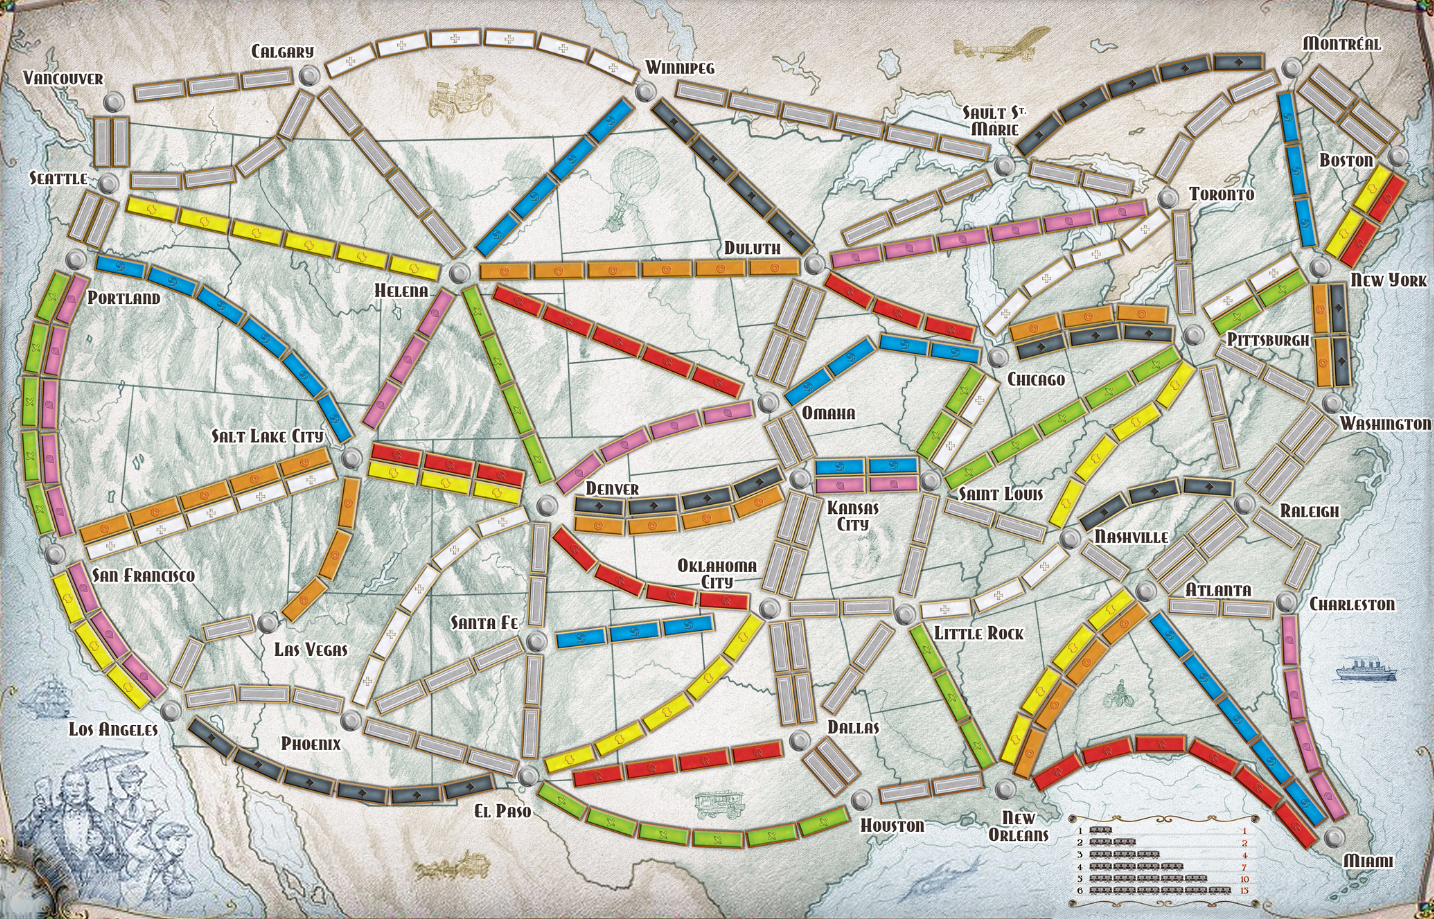 Montréal
Calgary
Winnipeg
Vancouver
Sault St.
Marie
Boston
Seattle
Toronto
Duluth
New York
Helena
Portland
Pittsburgh
Chicago
Omaha
Washington
Salt Lake City
Denver
Saint Louis
Kansas
City
Raleigh
Nashville
Oklahoma
City
San Francisco
Atlanta
Charleston
Santa Fe
Little Rock
Las Vegas
Los Angeles
Dallas
Phoenix
El Paso
Houston
New
Orleans
Miami
1 1
2 2
3 4
4 7
5 10
6 15